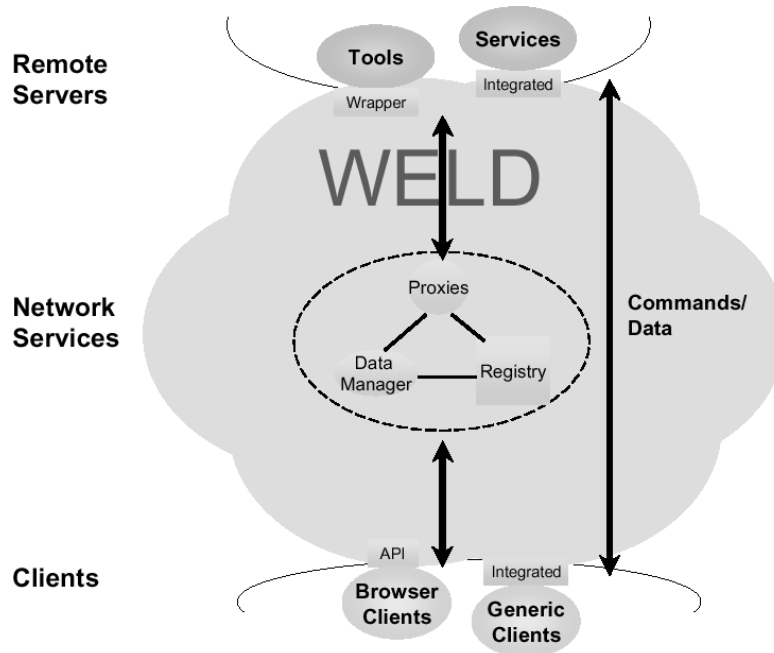 Services
Tools
Remote
Servers
Integrated
Wrapper
WELD
Proxies
Network
Services
Commands/
Data
Data
Manager
Registry
API
Integrated
Clients
Browser
Clients
Generic
Clients